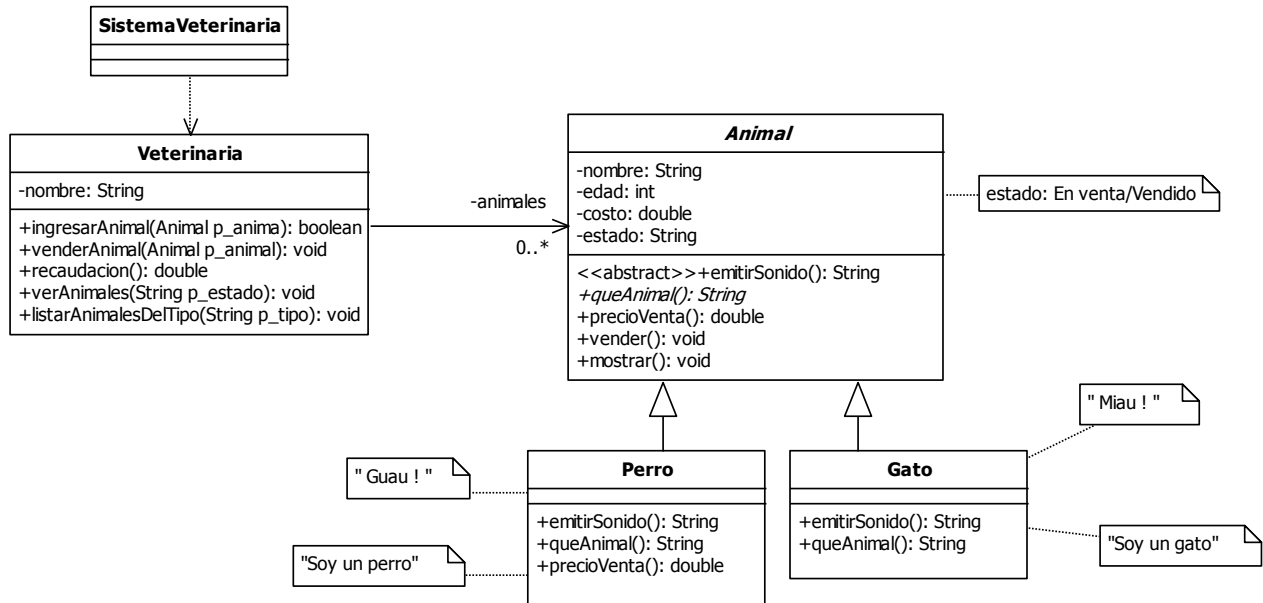 SistemaVeterinaria
Veterinaria
-nombre: String
+ingresarAnimal(Animal p_anima): boolean
+venderAnimal(Animal p_animal): void
+recaudacion(): double
+verAnimales(String p_estado): void
+listarAnimalesDelTipo(String p_tipo): void
-animales
0..*
Animal
-nombre: String
-edad: int
-costo: double
-estado: String
<<abstract>>+emitirSonido(): String
+queAnimal(): String
+precioVenta(): double
+vender(): void
+mostrar(): void
estado: En venta/Vendido
" Guau ! "
"Soy un perro"
Perro
+emitirSonido(): String
+queAnimal(): String
+precioVenta(): double
Gato
+emitirSonido(): String
+queAnimal(): String
" Miau ! "
"Soy un gato"